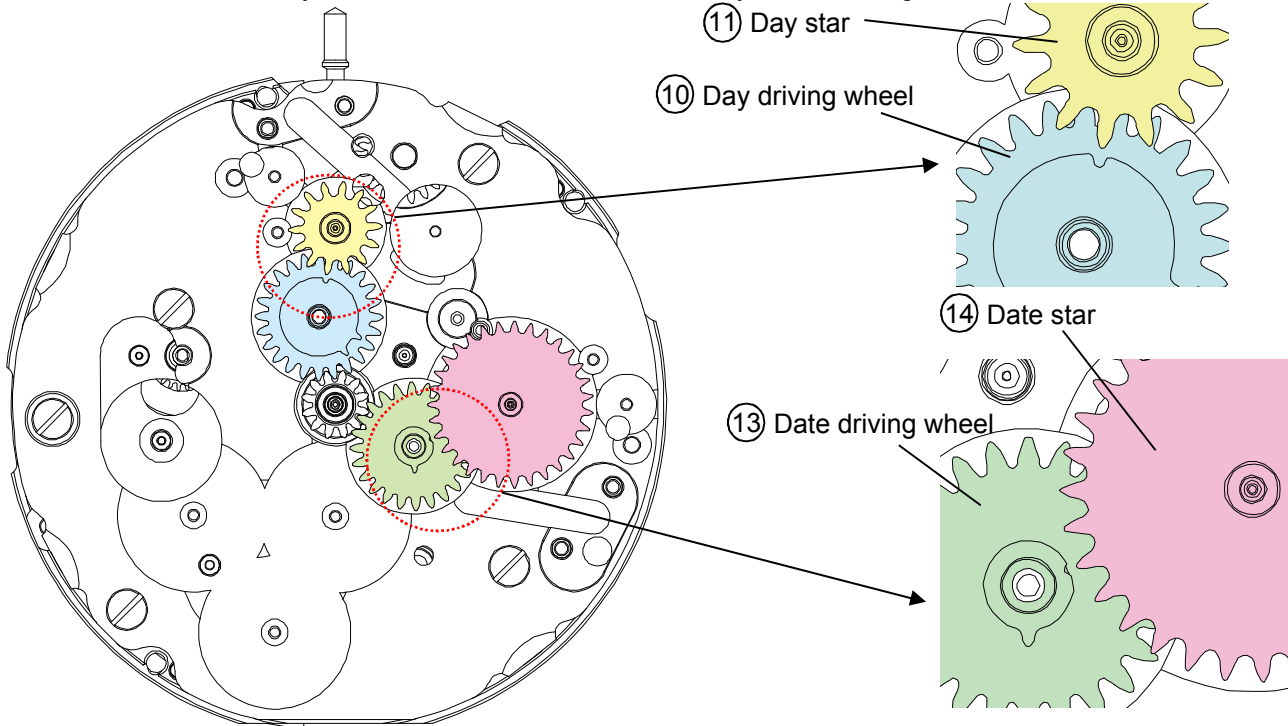 ⑪ Day star
⑩ Day driving wheel
⑭ Date star
⑬ Date driving wheel